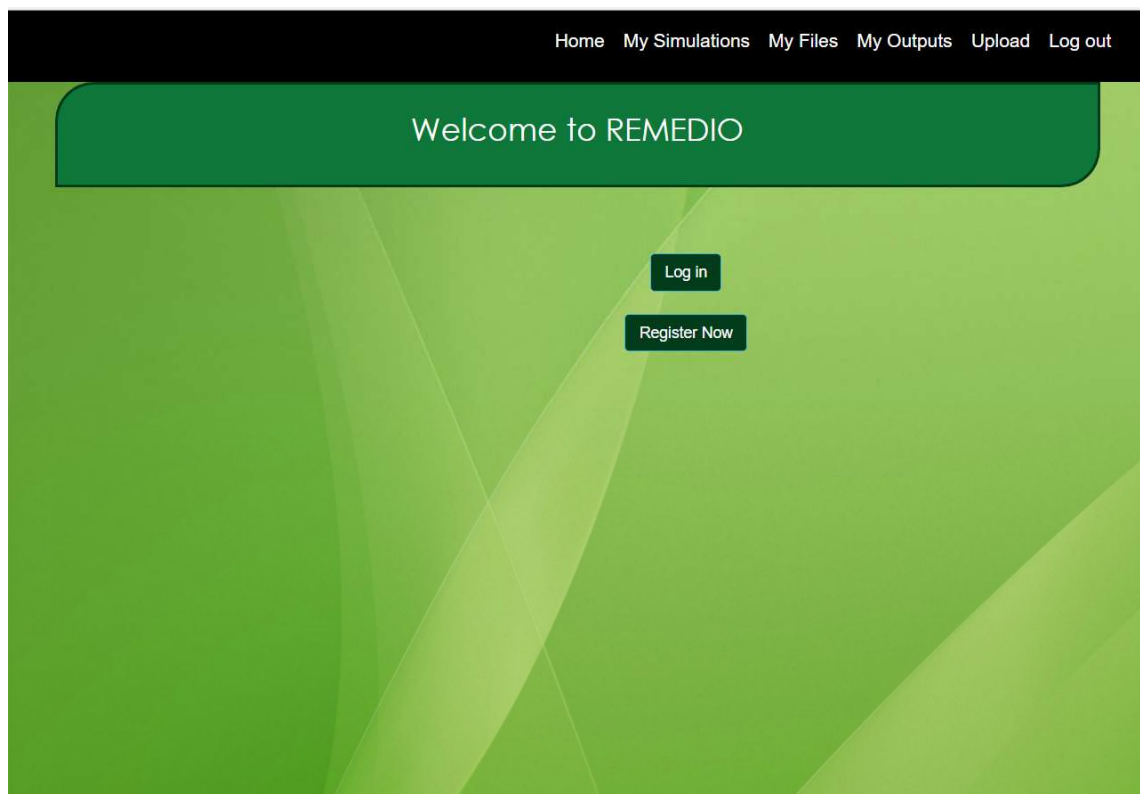 Home My Simulations My Files My Outputs Upload Log out
Welcome to REMEDIO
Log in
Register Now